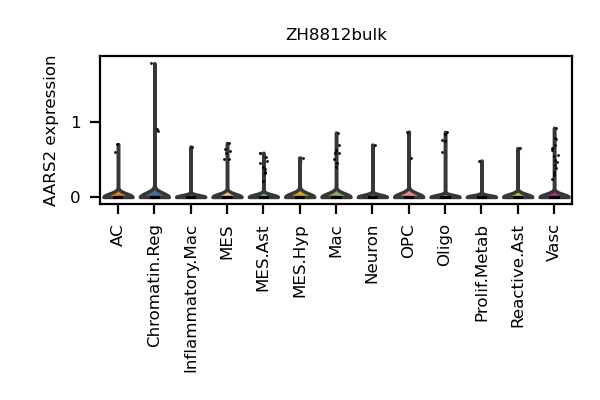 ZH8812bulk
AARS2 expression
1
0
AC
Chromatin.Reg
Inflammatory.Mac
MES
MES.Ast
MES.Hyp
Mac
Neuron
OPC
Oligo
Prolif.Metab
Reactive.Ast
Vasc